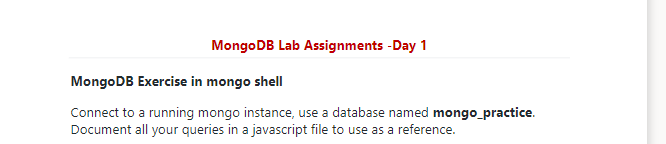 MongoDB Lab Assignments -Day 1
MongoDB Exercise in mongo shell
Connect to a running mongo instance, use a database named mongo_practice.
Document all your queries in a javascript file to use as a reference.